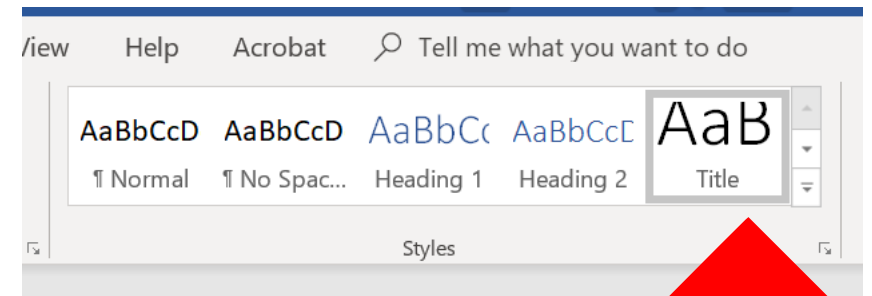 View Help Acrobat Tell me what you want to do
AaBbCcD AaBbCcD AaBbC AaBbCc AaB
¶ Normal ¶ No Spac... Heading 1 Heading 2 Title
Styles